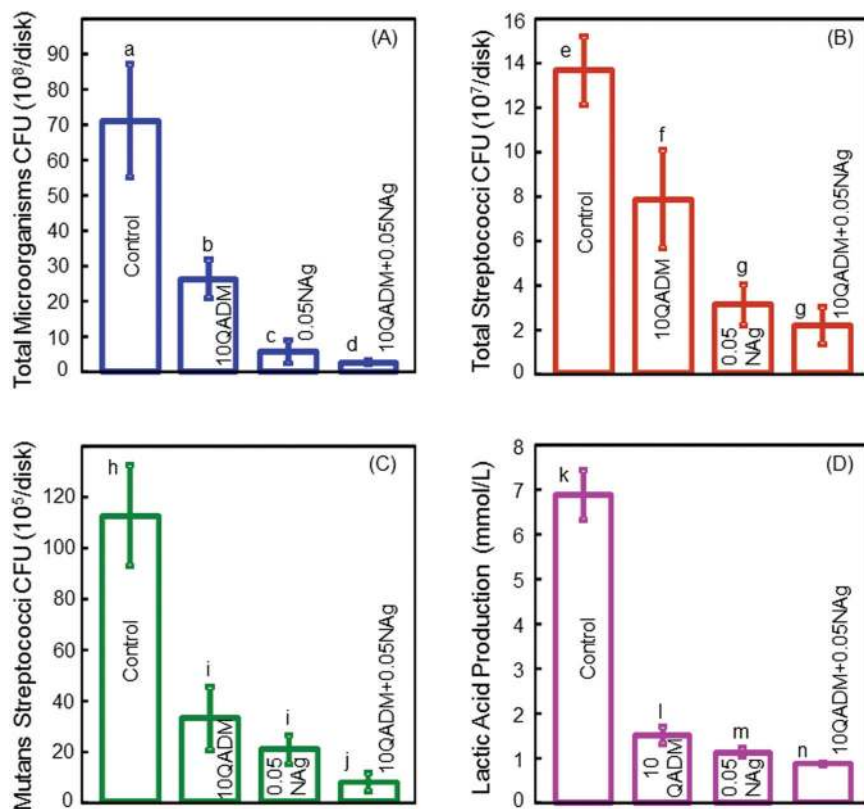 (A)
Total Microorganisms CFU (10⁸/disk)
90
80
70
60
50
40
30
20
10
0
a
Control
b
10QADM
c
0.05NAg
d
10QADM+0.05NAg
(B)
Total Streptococci CFU (10⁷/disk)
16
14
12
10
8
6
4
2
0
e
Control
f
10QADM
g
0.05
NAg
g
10QADM+0.05NAg
(C)
Mutans Streptococci CFU (10⁵/disk)
120
100
80
60
40
20
0
h
Control
i
10QADM
i
0.05
NAg
j
10QADM+0.05NAg
(D)
Lactic Acid Production (mmol/L)
8
7
6
5
4
3
2
1
0
k
Control
l
10
QADM
m
0.05
NAg
n
10QADM+0.05NAg